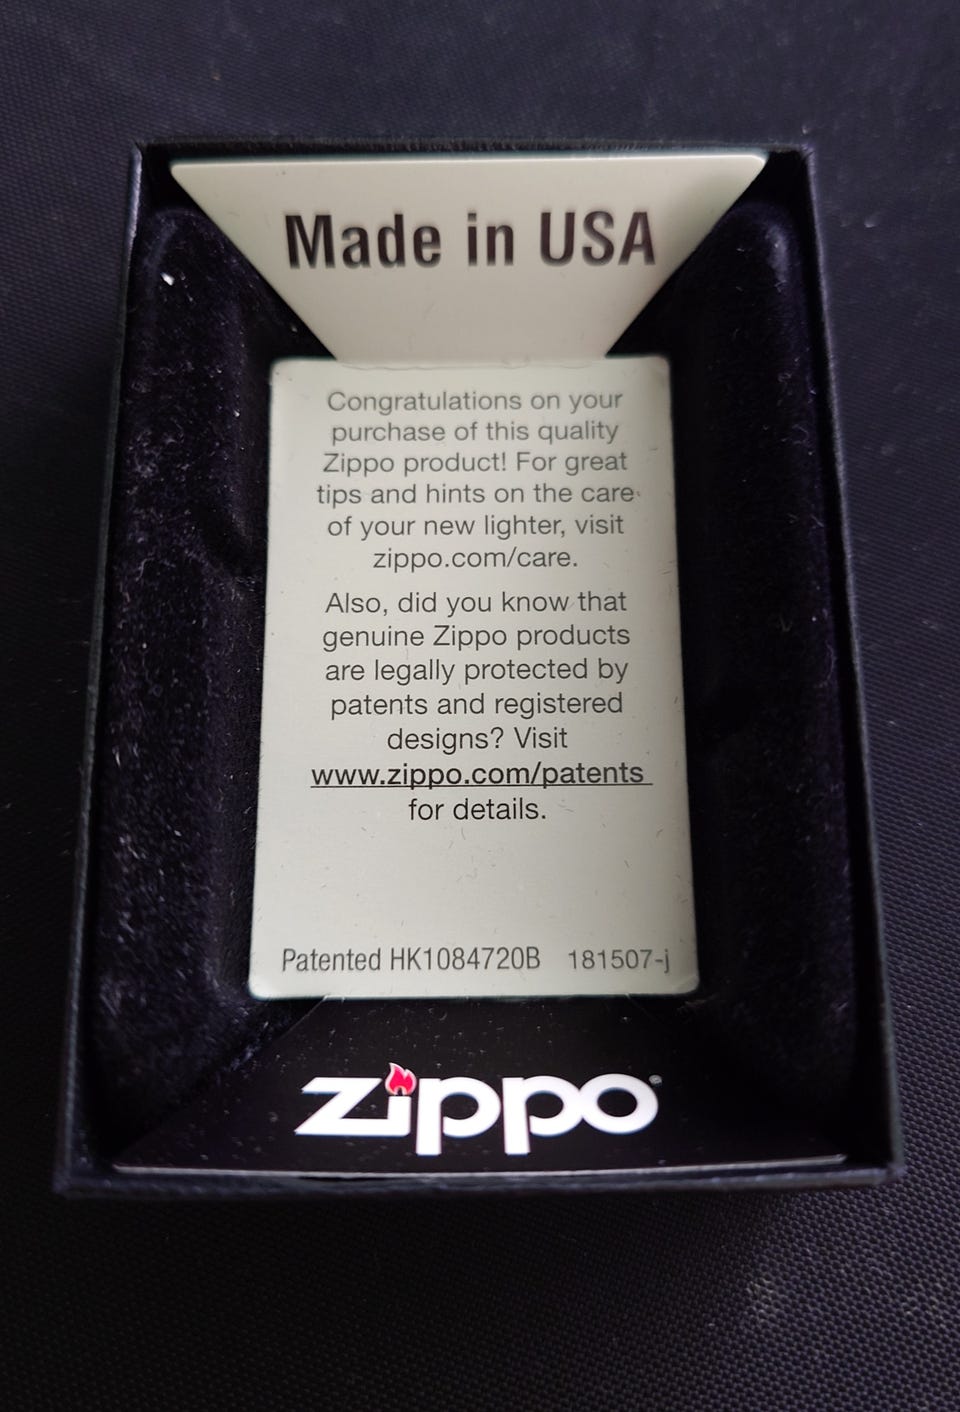 Made in USA
Congratulations on your
purchase of this quality
Zippo product! For great
tips and hints on the care
of your new lighter, visit
zippo.com/care.
Also, did you know that
genuine Zippo products
are legally protected by
patents and registered
designs? Visit
www.zippo.com/patents
for details.
Patented HK1084720B 181507-j
zippo